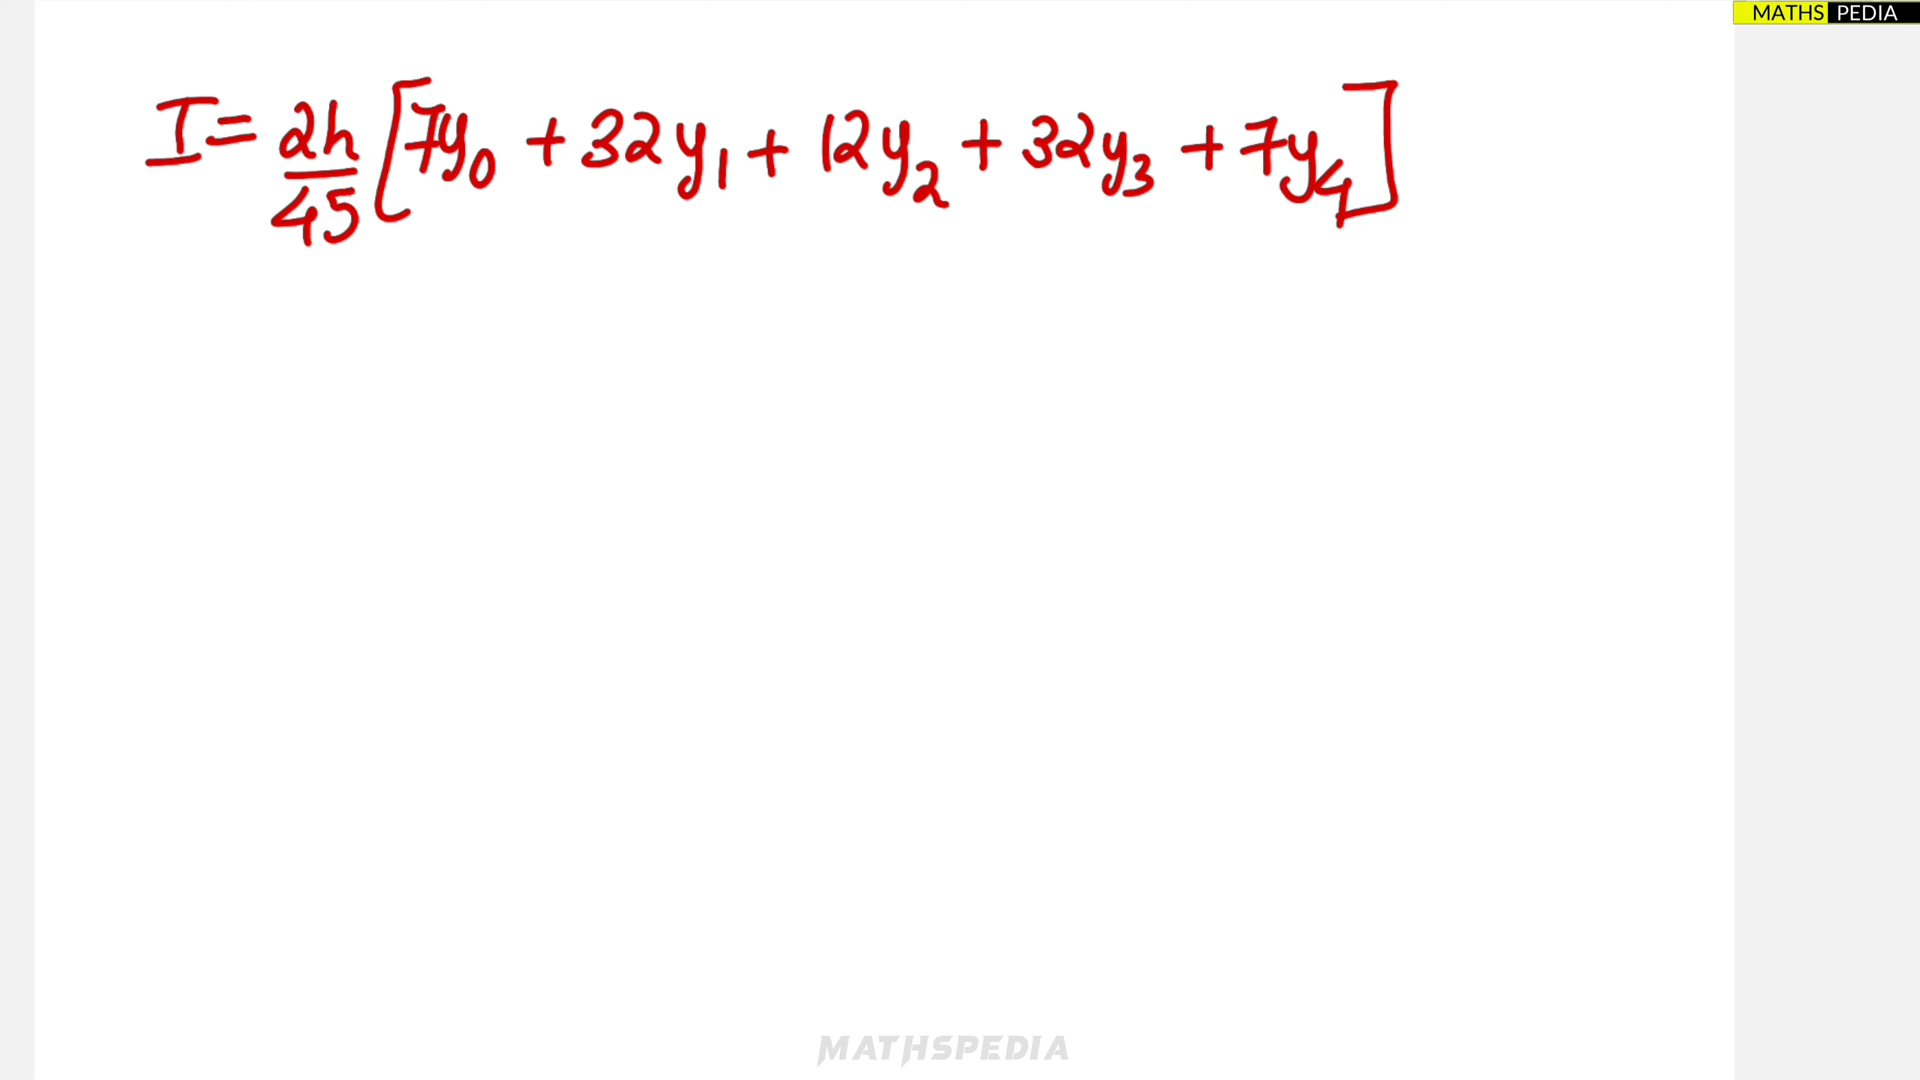 MATHS PEDIA
I = 2h/45 [7y₀ + 32y₁ + 12y₂ + 32y₃ + 7y₄]
MATHSPEDIA